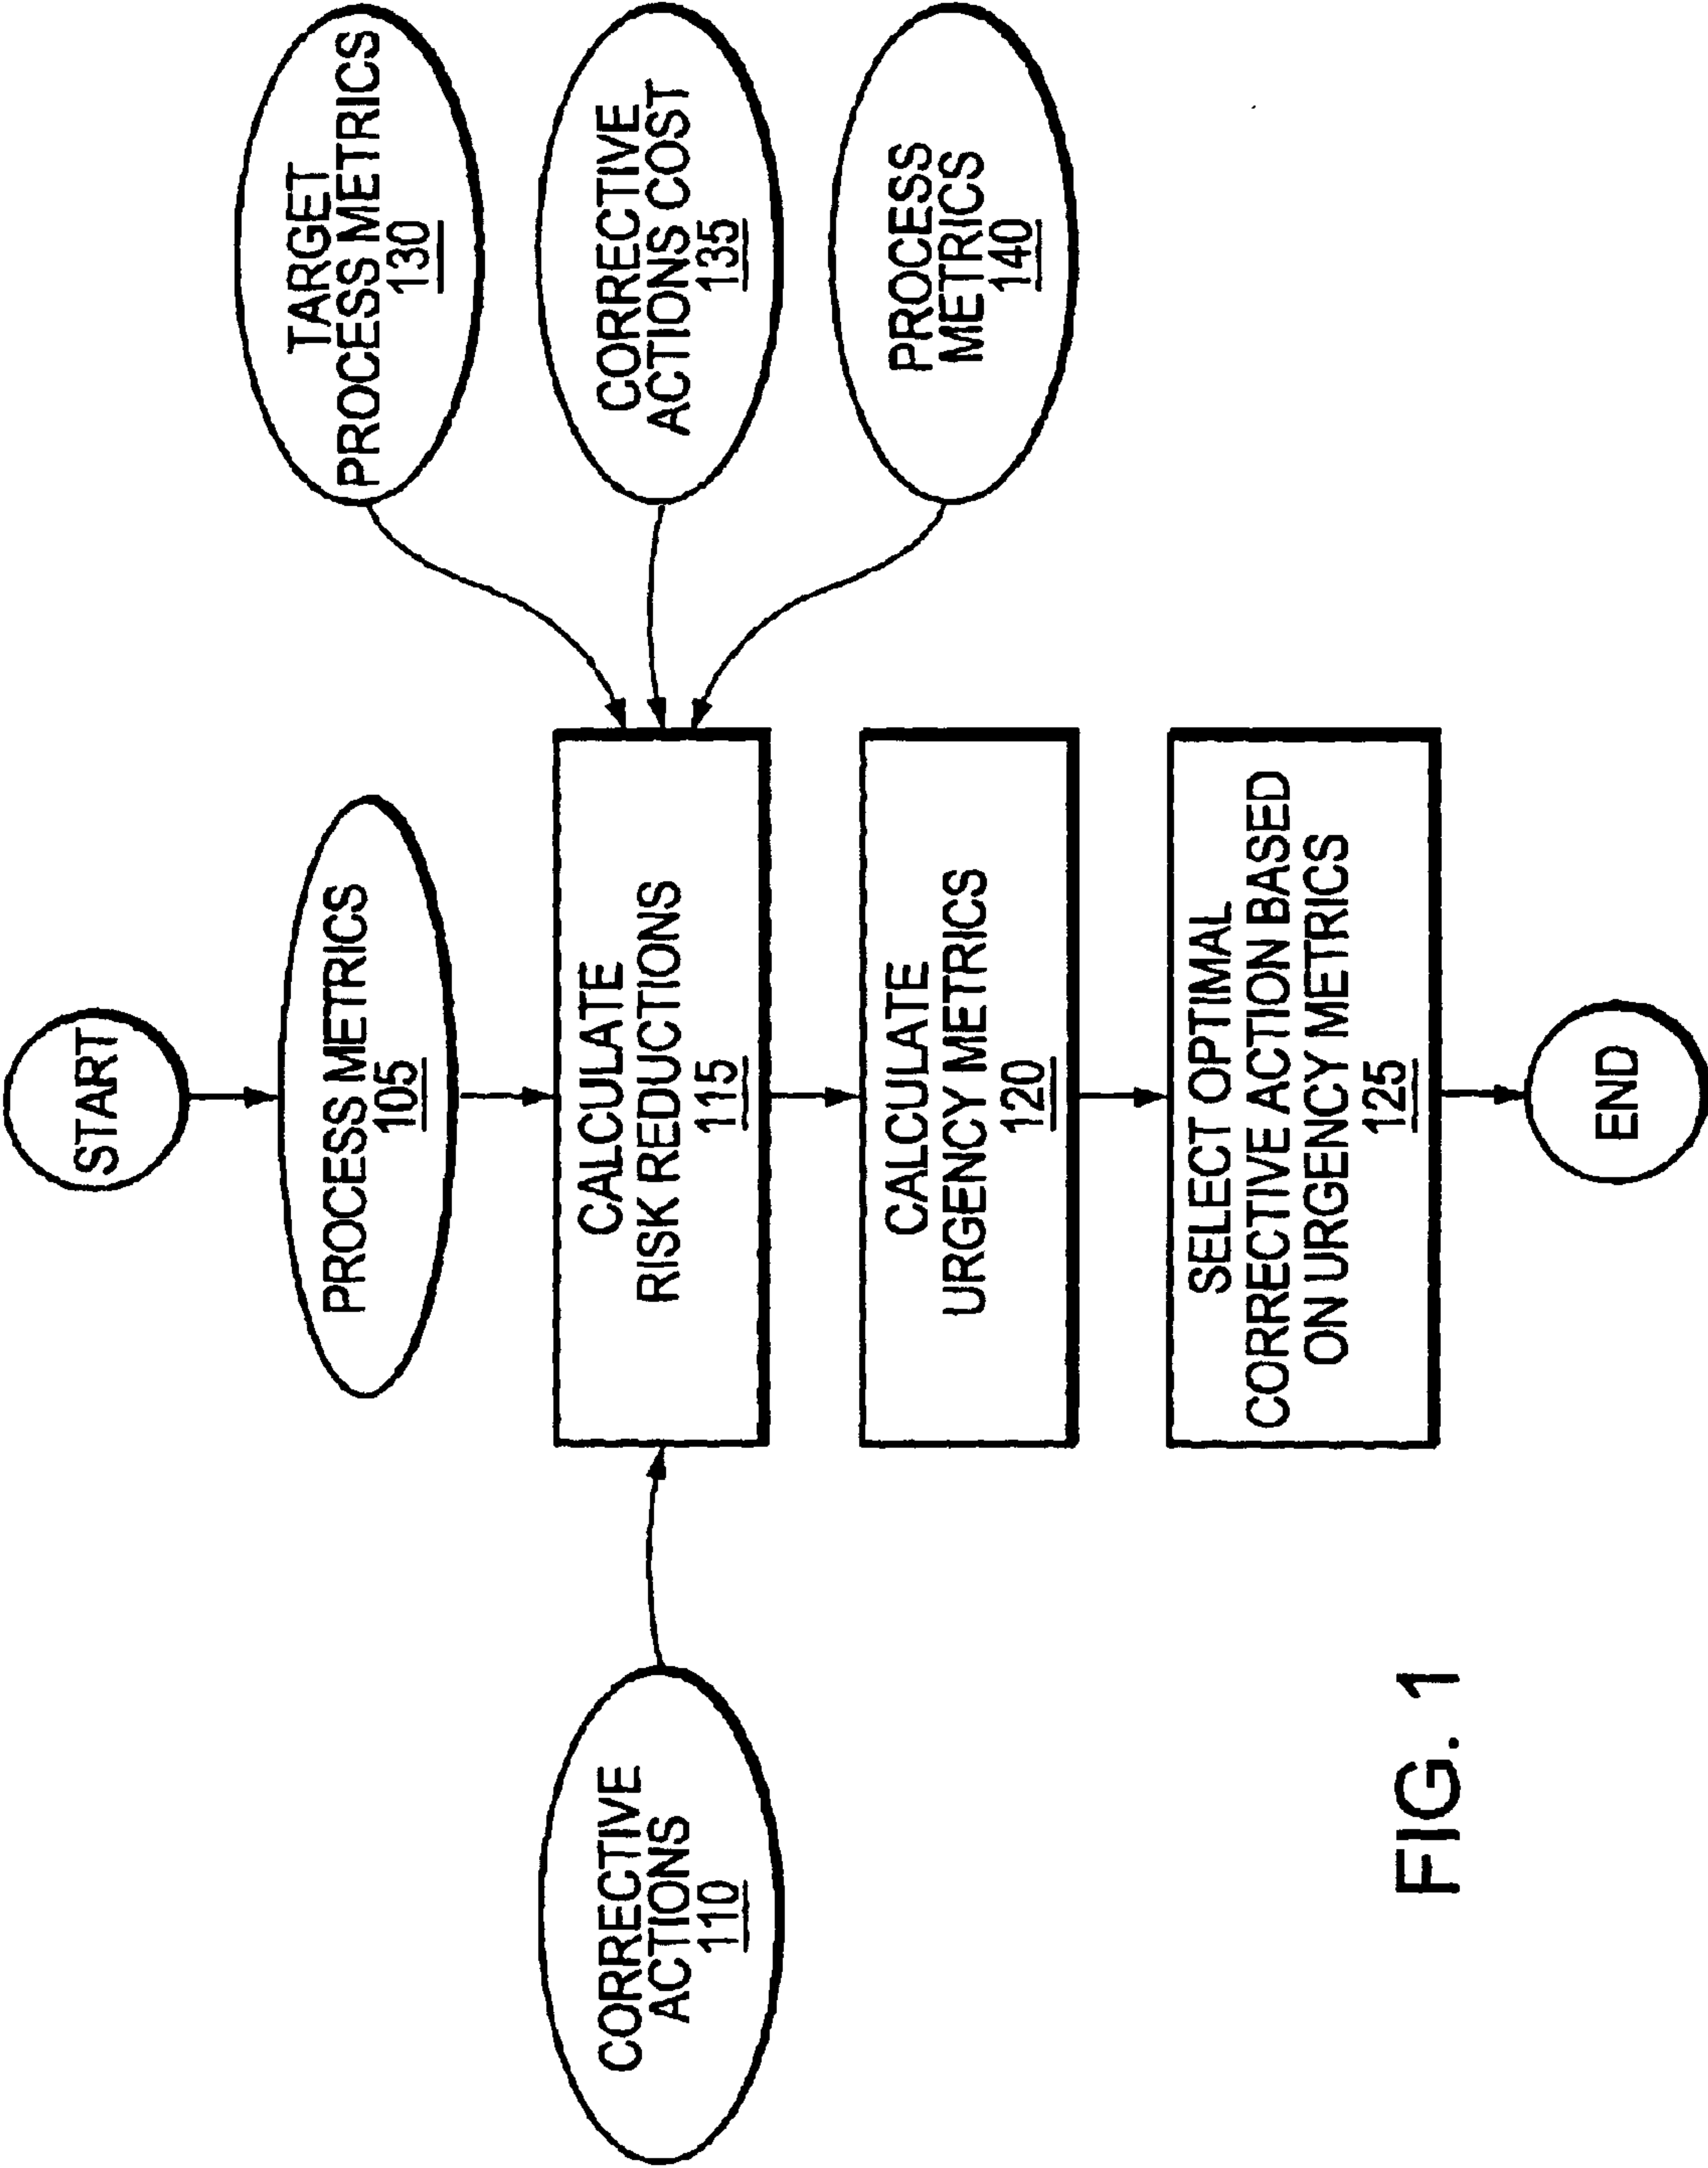 START
PROCESS METRICS
105
TARGET
PROCESS METRICS
130
CORRECTIVE
ACTIONS
110
CALCULATE
RISK REDUCTIONS
115
CORRECTIVE
ACTIONS COST
135
CALCULATE
URGENCY METRICS
120
PROCESS
METRICS
140
SELECT OPTIMAL
CORRECTIVE ACTION BASED
ON URGENCY METRICS
125
END
FIG. 1